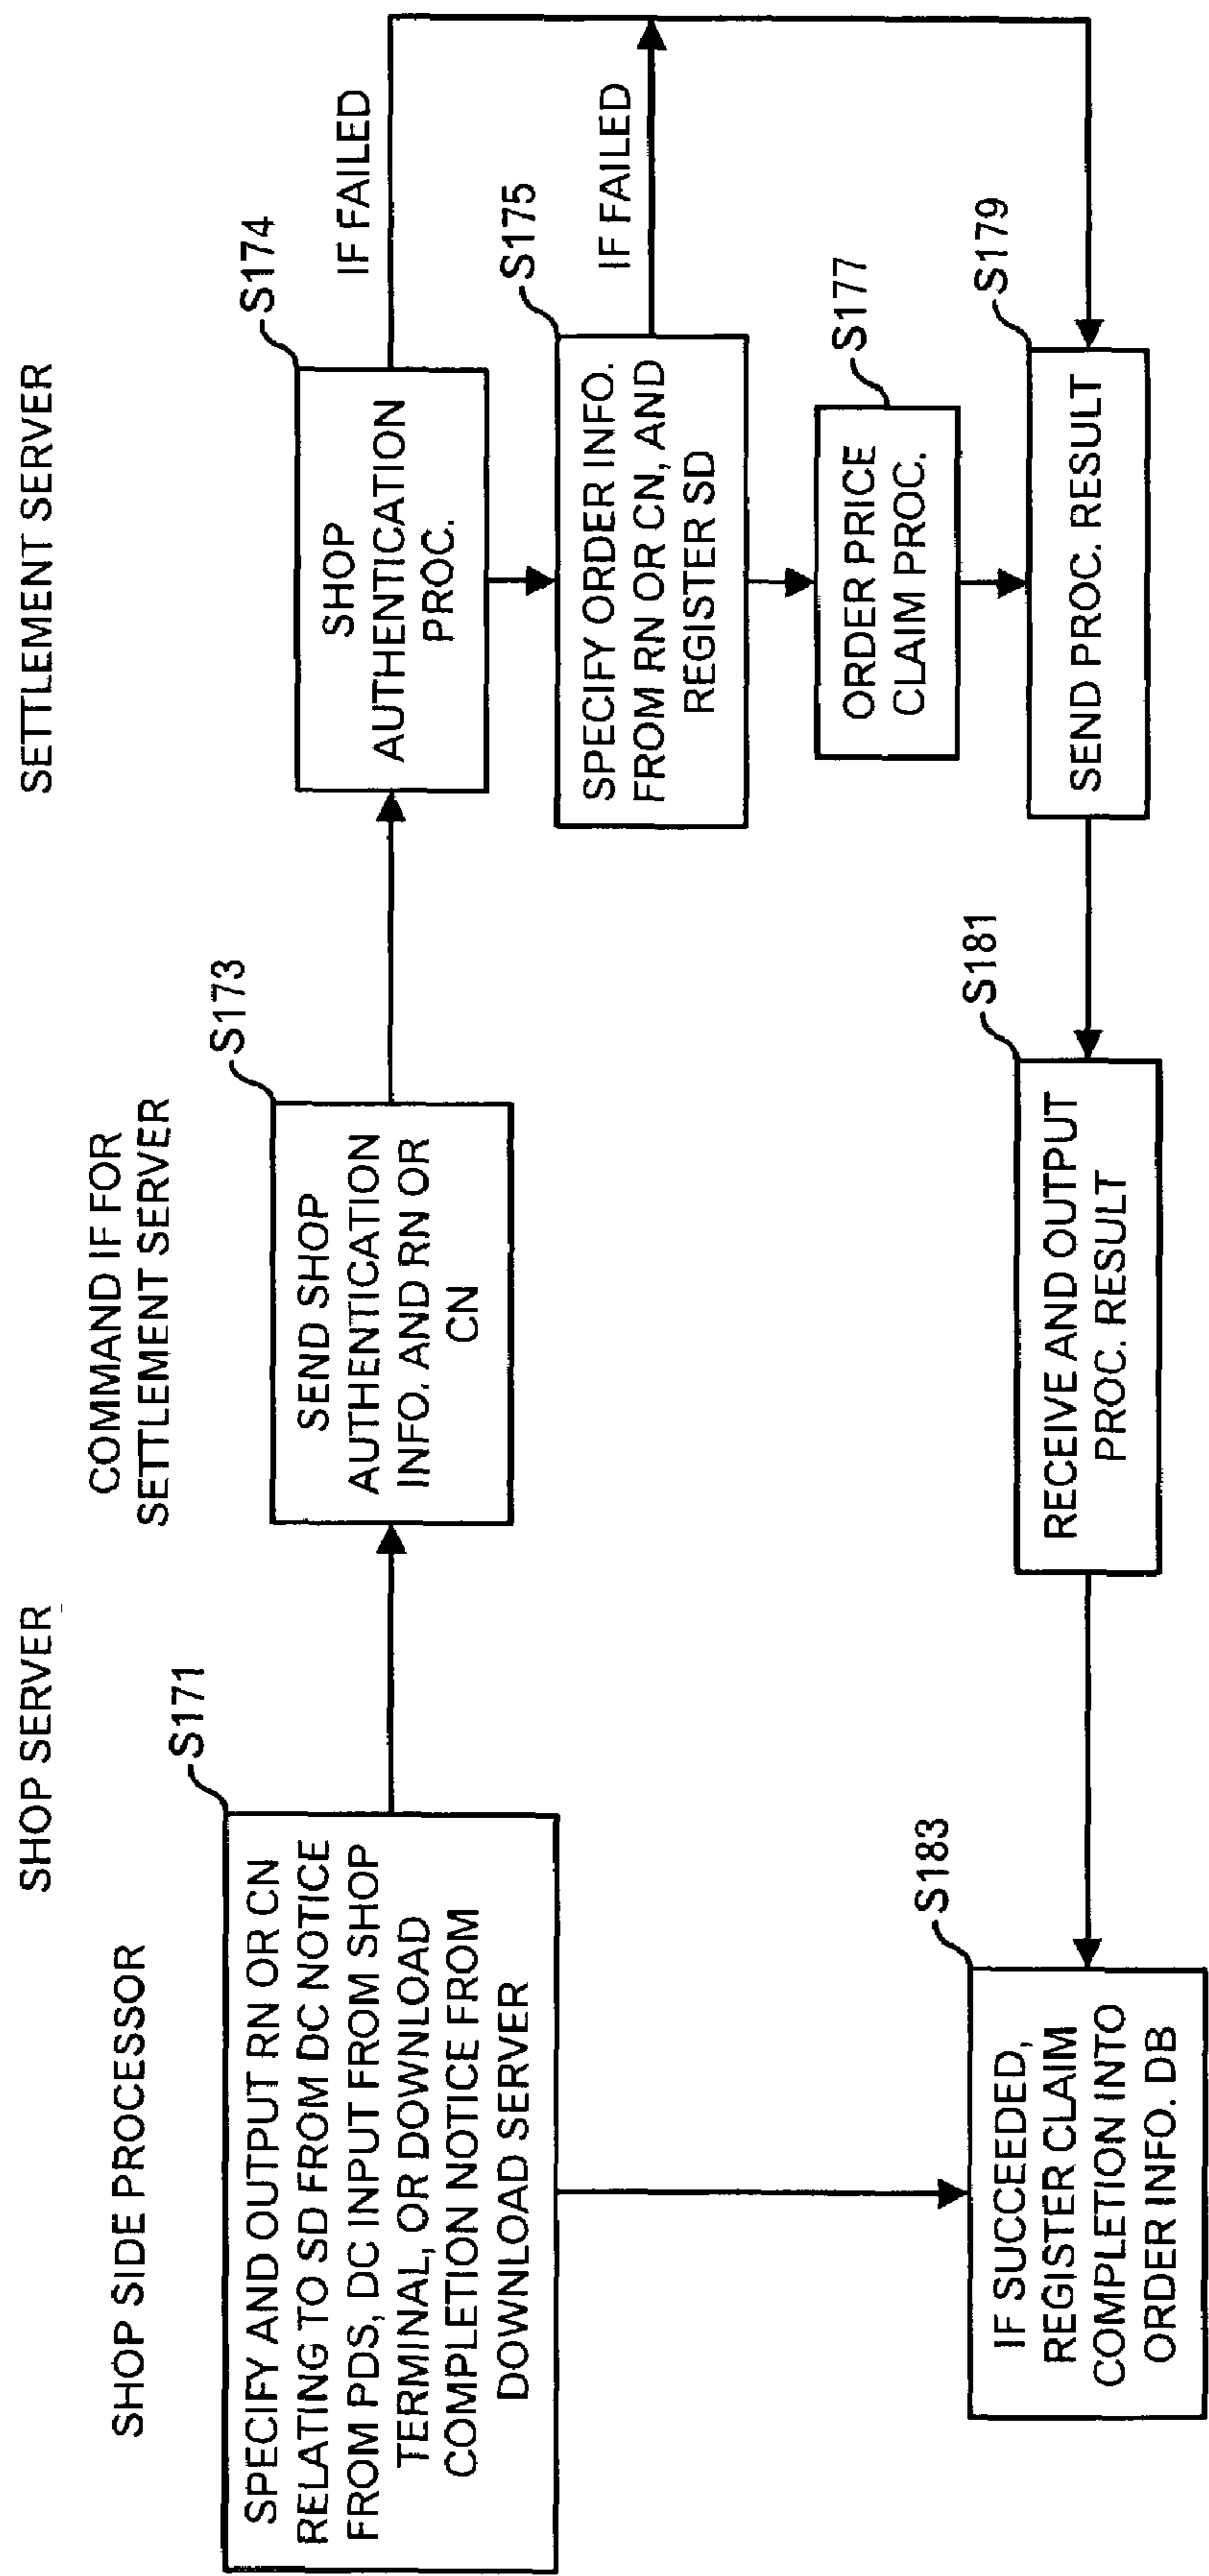 SHOP SERVER
SETTLEMENT SERVER
SHOP SIDE PROCESSOR
COMMAND IF FOR
SETTLEMENT SERVER
S171
SPECIFY AND OUTPUT RN OR CN
RELATING TO SD FROM DC NOTICE
FROM PDS, DC INPUT FROM SHOP
TERMINAL, OR DOWNLOAD
COMPLETION NOTICE FROM
DOWNLOAD SERVER
S173
SEND SHOP
AUTHENTICATION
INFO. AND RN OR
CN
S174
SHOP
AUTHENTICATION
PROC.
IF FAILED
S175
SPECIFY ORDER INFO.
FROM RN OR CN, AND
REGISTER SD
IF FAILED
S177
ORDER PRICE
CLAIM PROC.
S179
SEND PROC. RESULT
S181
RECEIVE AND OUTPUT
PROC. RESULT
S183
IF SUCCEEDED,
REGISTER CLAIM
COMPLETION INTO
ORDER INFO. DB